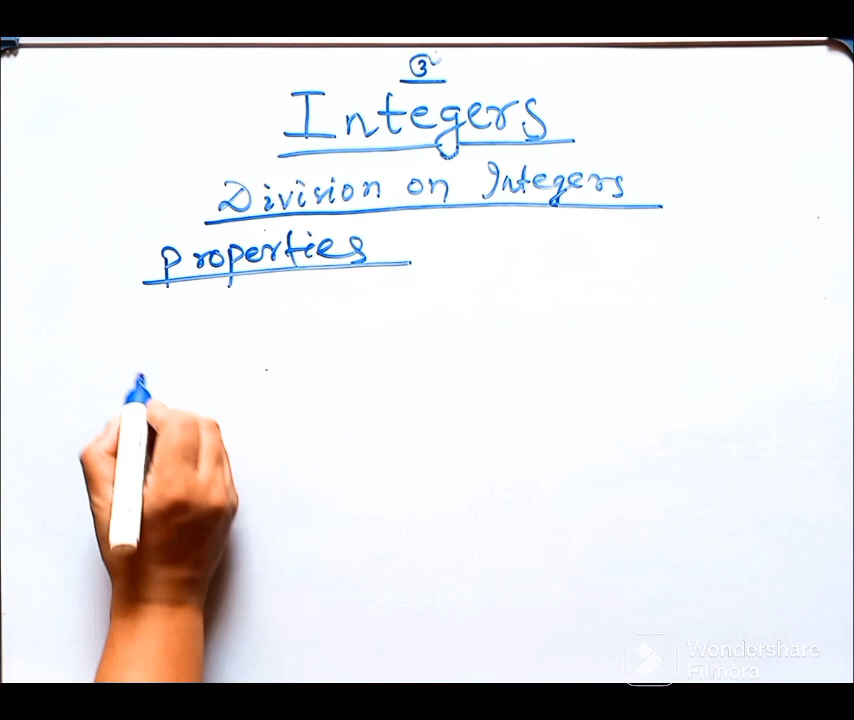 3
Integers
Division on Integers
Properties
Wondershare
Filmora